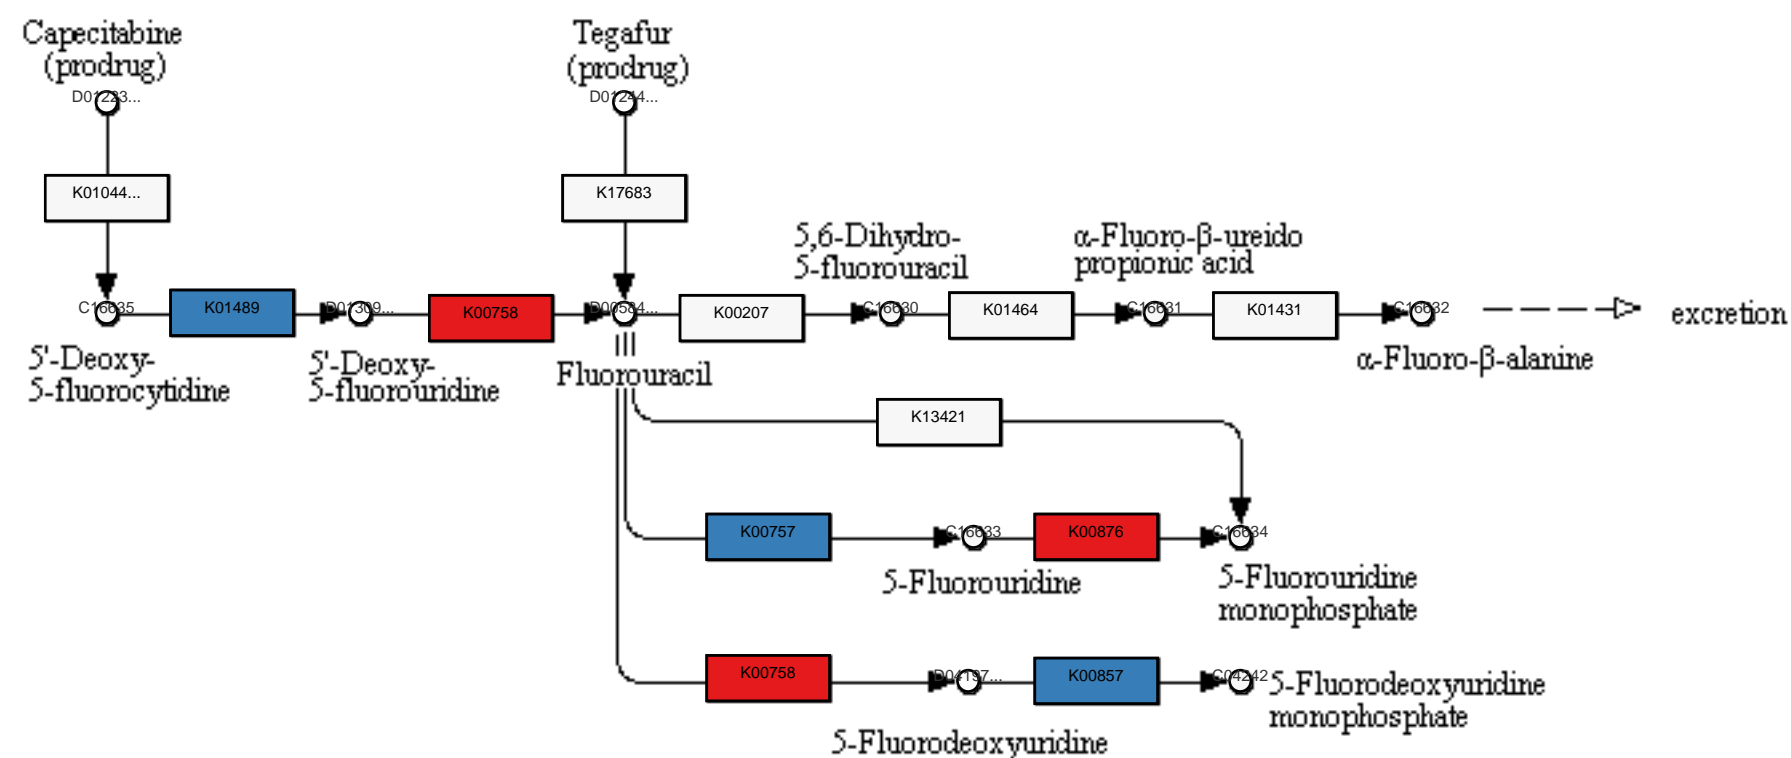 Capecitabine
(prodrug)
Tegafur
(prodrug)
D01223...
D01244...
K01044...
K17683
5,6-Dihydro-
5-fluorouracil
α-Fluoro-β-ureido
propionic acid
C16635
K01489
D01309...
K00758
D00584...
K00207
C16630
K01464
C16631
K01431
C16632
excretion
5'-Deoxy-
5-fluorocytidine
5'-Deoxy-
5-fluorouridine
Fluorouracil
α-Fluoro-β-alanine
K13421
K00757
C16633
K00876
C16634
5-Fluorouridine
5-Fluorouridine
monophosphate
K00758
D04197...
K00857
C04242
5-Fluorodeoxyuridine
monophosphate
5-Fluorodeoxyuridine